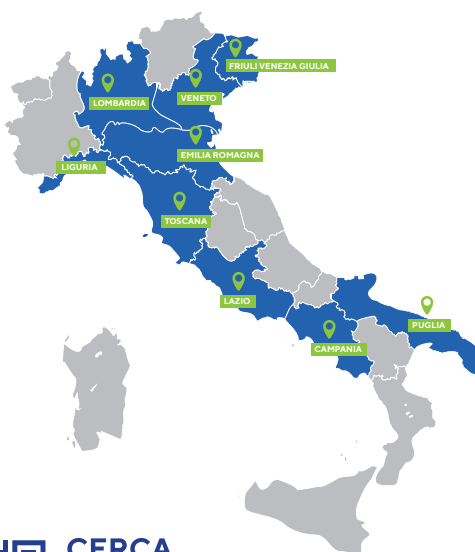 FRIULI VENEZIA GIULIA
VENETO
LOMBARDIA
EMILIA ROMAGNA
LIGURIA
TOSCANA
LAZIO
PUGLIA
CAMPANIA
CERCA